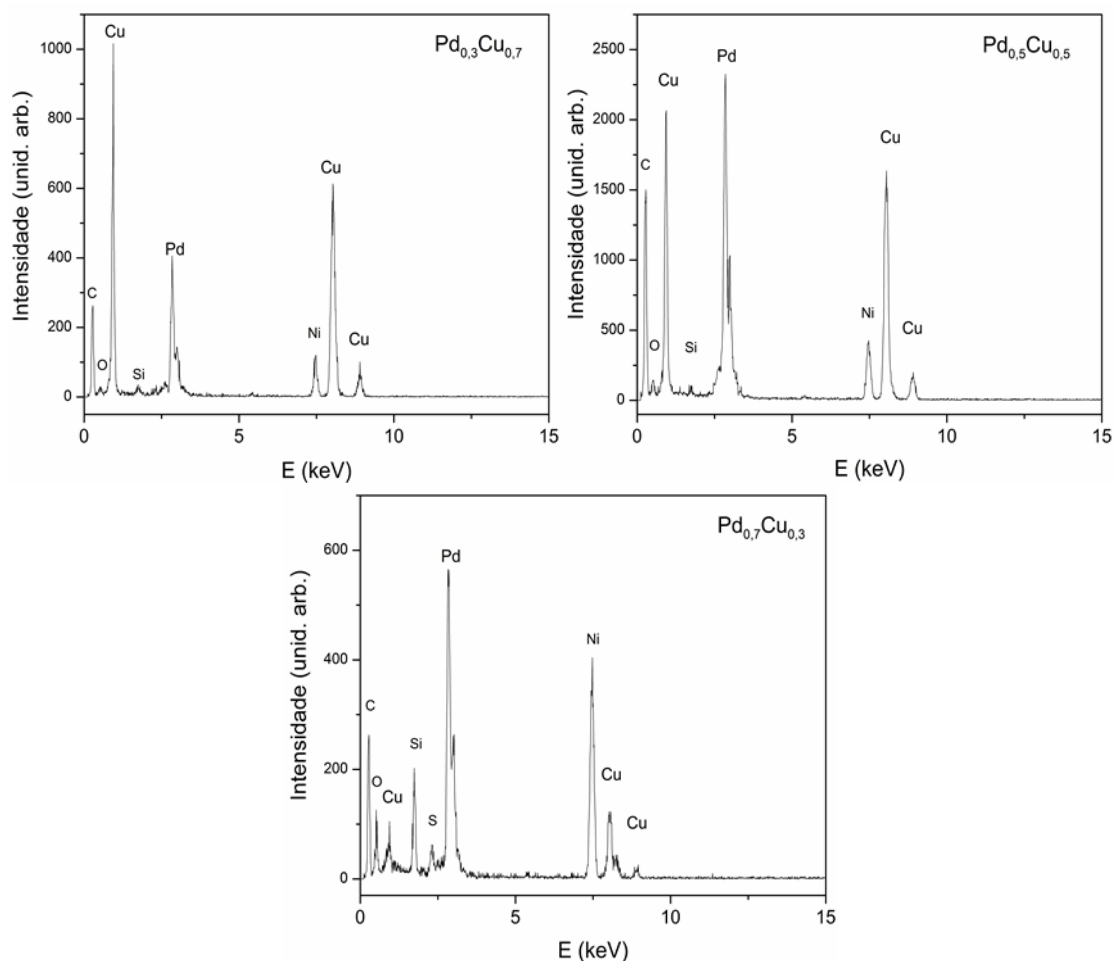 Pd0,3Cu0,7
Cu
Cu
Pd
C
O
Si
Ni
Cu
1000
800
600
400
200
0
0
5
10
15
Intensidade (unid. arb.)
E (keV)
Pd0,5Cu0,5
Pd
Cu
Cu
C
O
Si
Ni
Cu
2500
2000
1500
1000
500
0
0
5
10
15
Intensidade (unid. arb.)
E (keV)
Pd0,7Cu0,3
Pd
Ni
C
Si
O
Cu
S
Cu
Cu
600
400
200
0
0
5
10
15
Intensidade (unid. arb.)
E (keV)